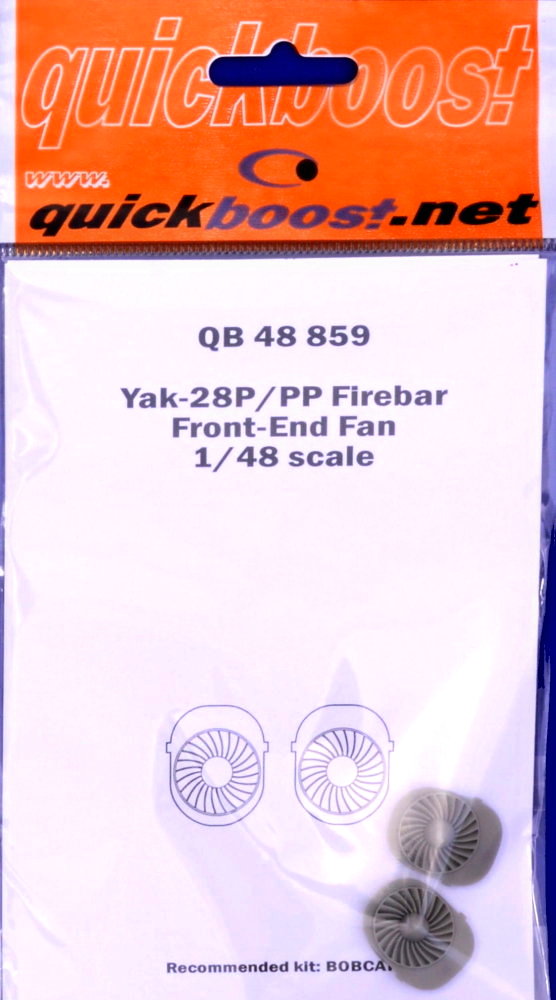 quickboost
www.
quickboost.net
QB 48 859
Yak-28P/PP Firebar
Front-End Fan
1/48 scale
Recommended kit: BOBCAT